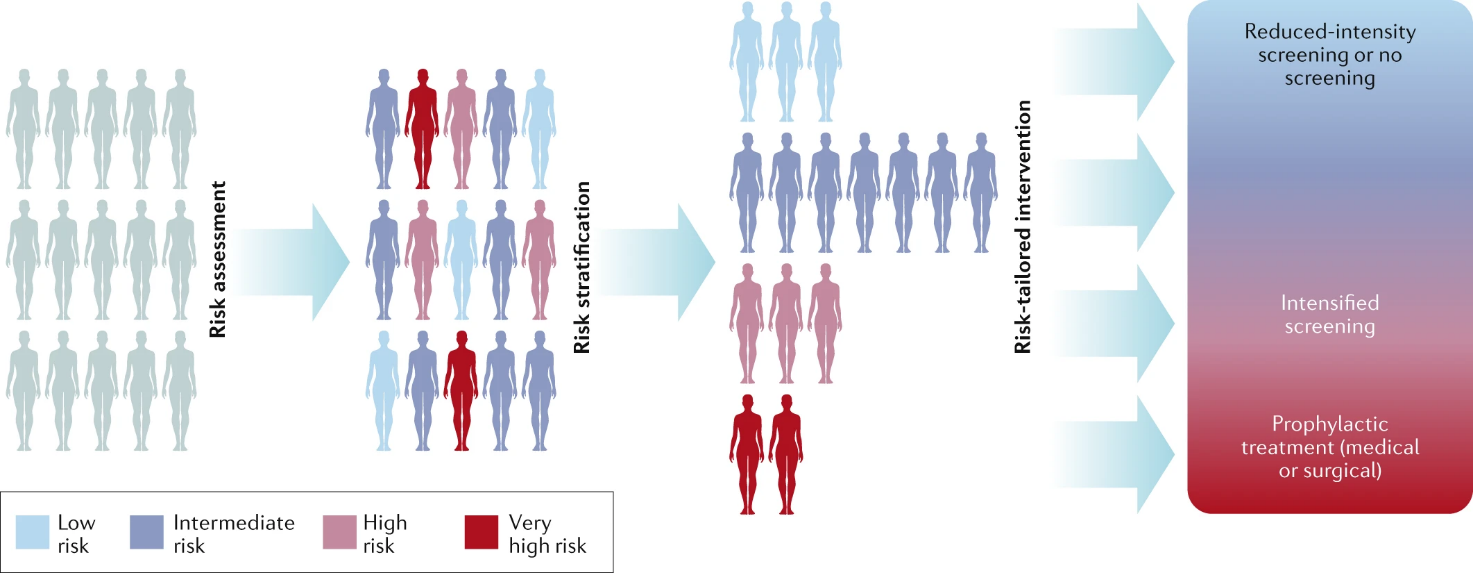 Risk assessment
Risk stratification
Risk-tailored intervention
Reduced-intensity
screening or no
screening
Intensified
screening
Prophylactic
treatment (medical
or surgical)
Low
risk
Intermediate
risk
High
risk
Very
high risk